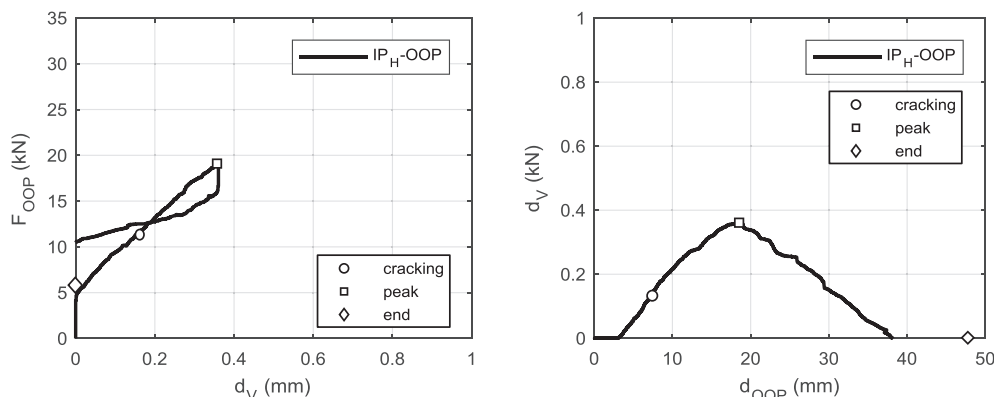 35
30
25
20
15
10
5
0
F_OOP (kN)
IP_H-OOP
cracking
peak
end
0 0.2 0.4 0.6 0.8 1
d_V (mm)
1
0.8
0.6
0.4
0.2
0
d_V (kN)
IP_H-OOP
cracking
peak
end
0 10 20 30 40 50
d_OOP (mm)